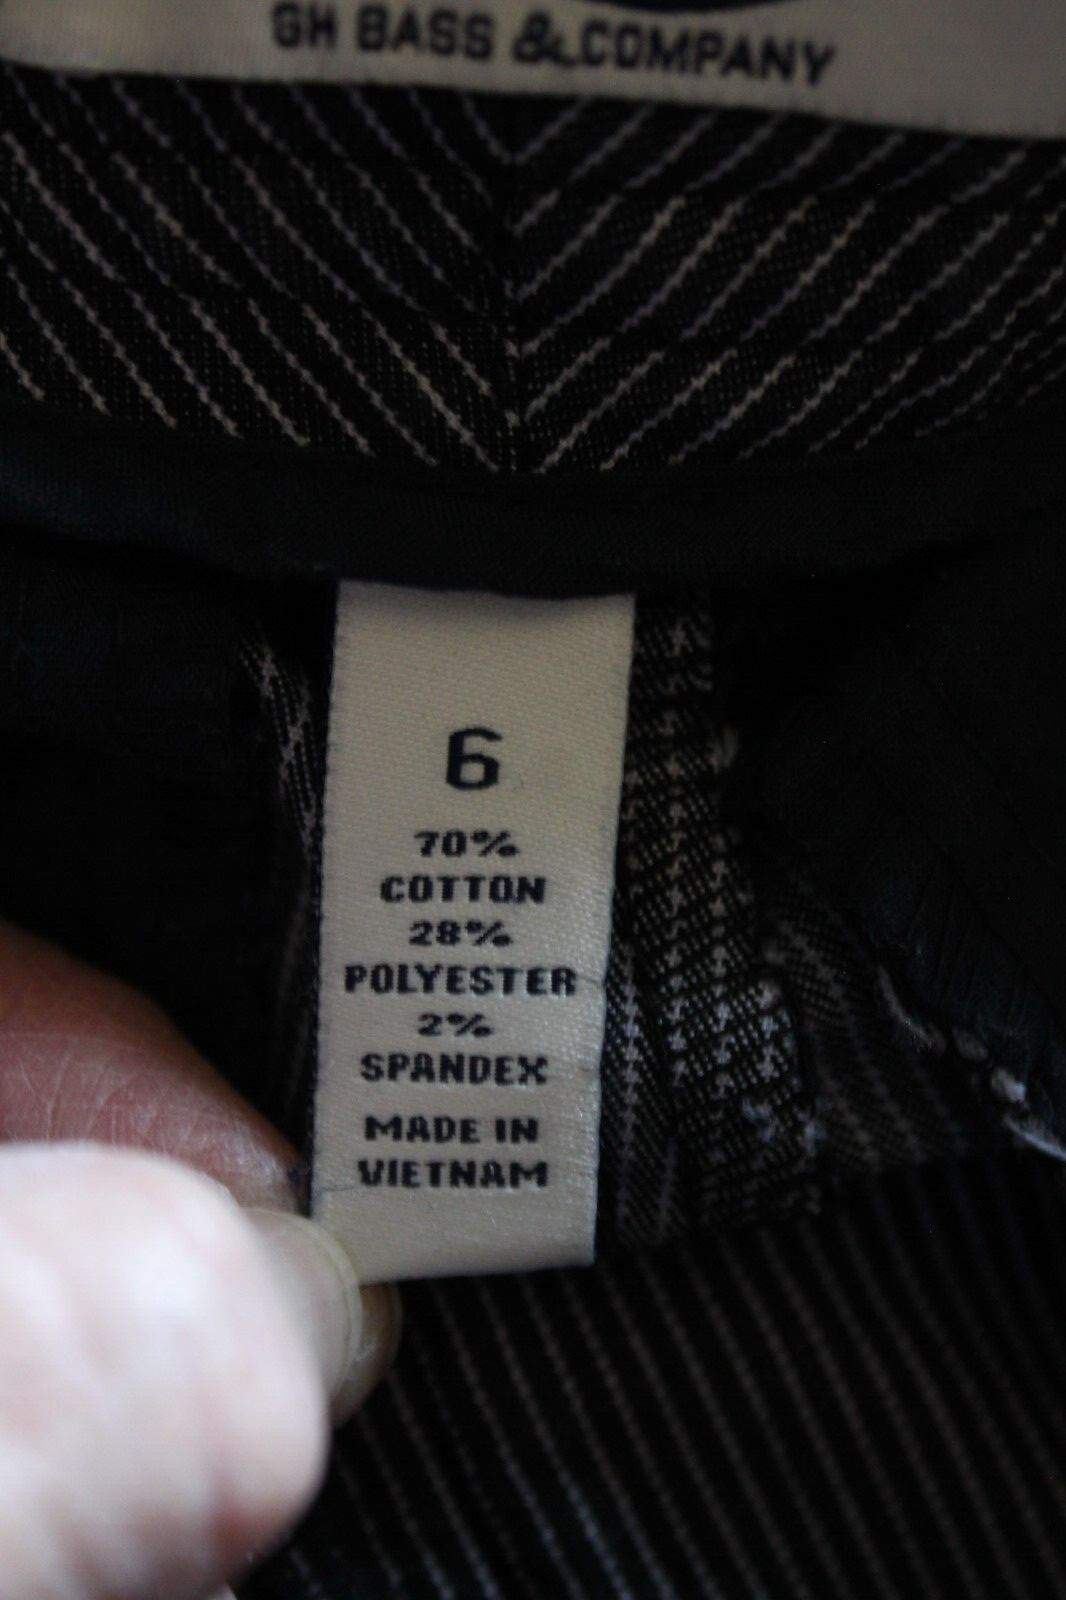 GH BASS & COMPANY
6
70%
COTTON
28%
POLYESTER
2%
SPANDEX
MADE IN
VIETNAM